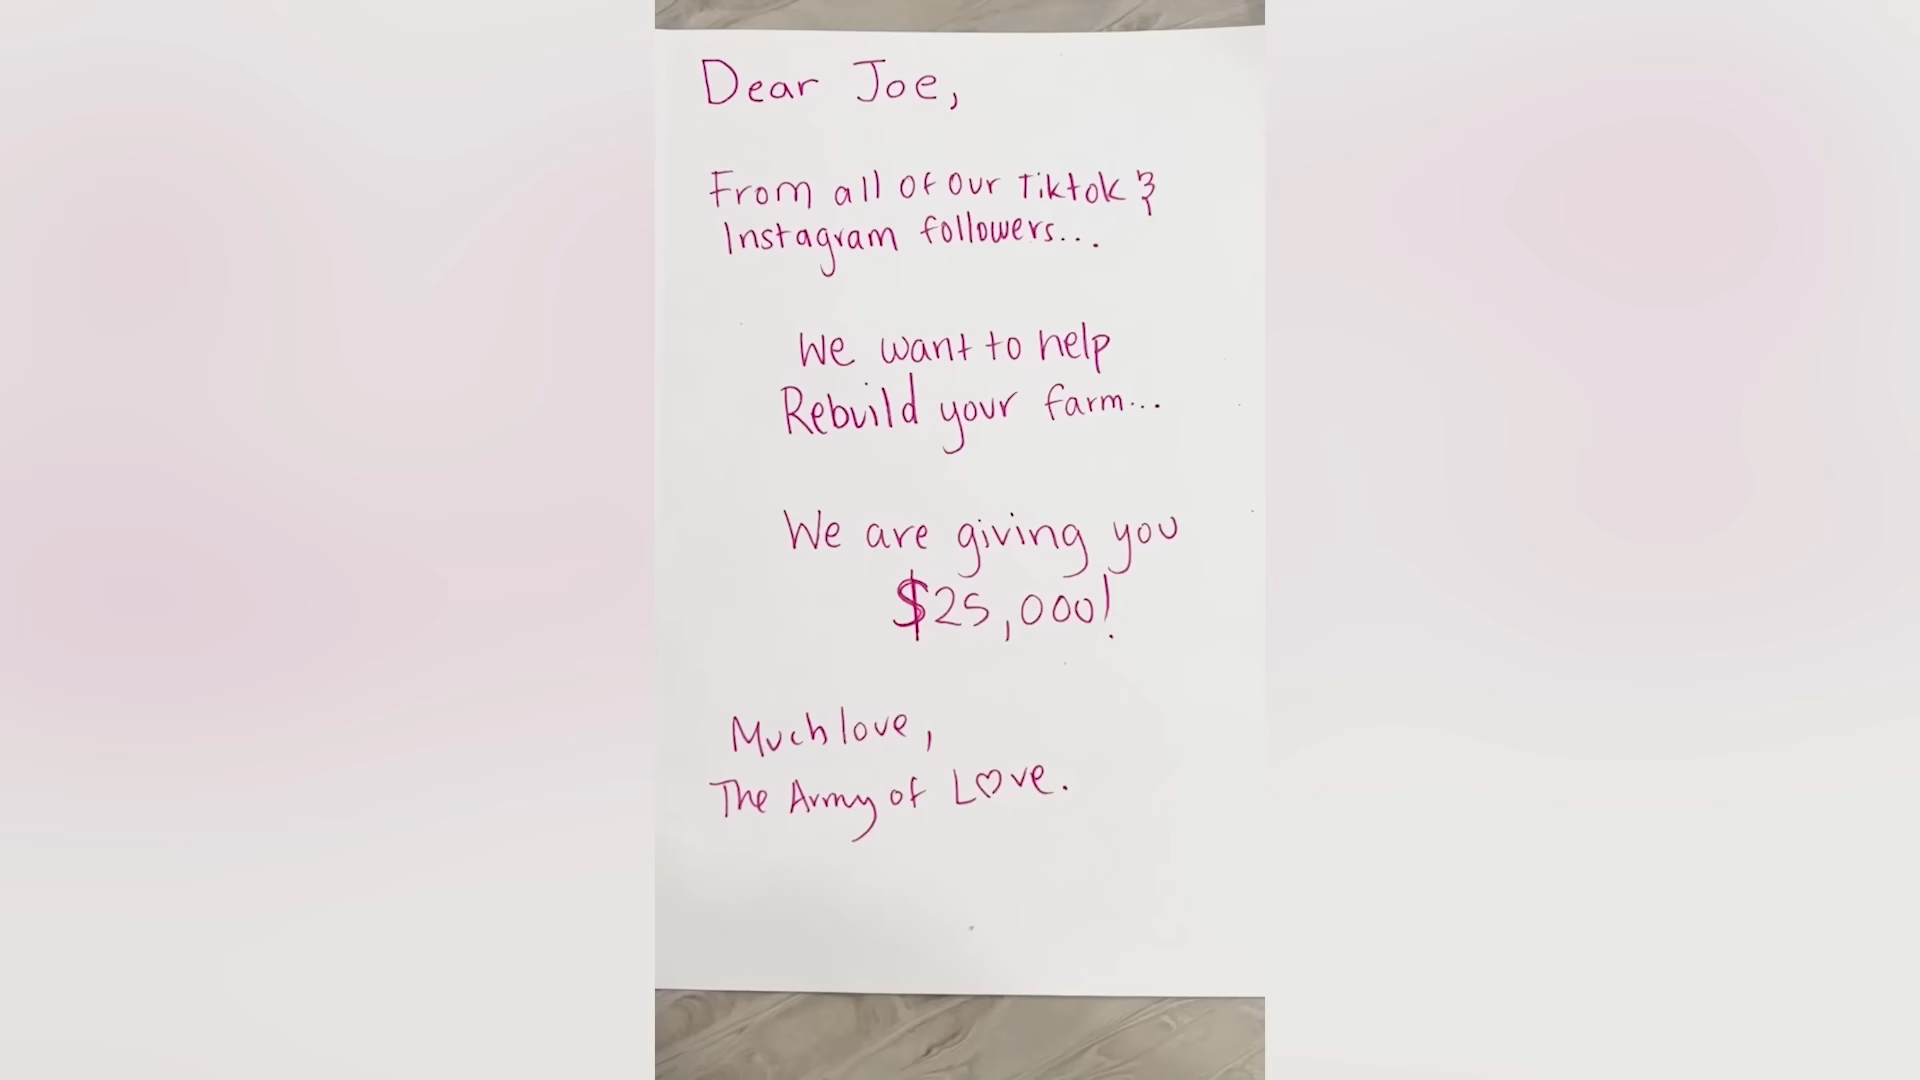 Dear Joe,
From all of our Tiktok &
Instagram followers...
We want to help
Rebuild your farm...
We are giving you
$25,000!
Much love,
The Army of L♡ve.